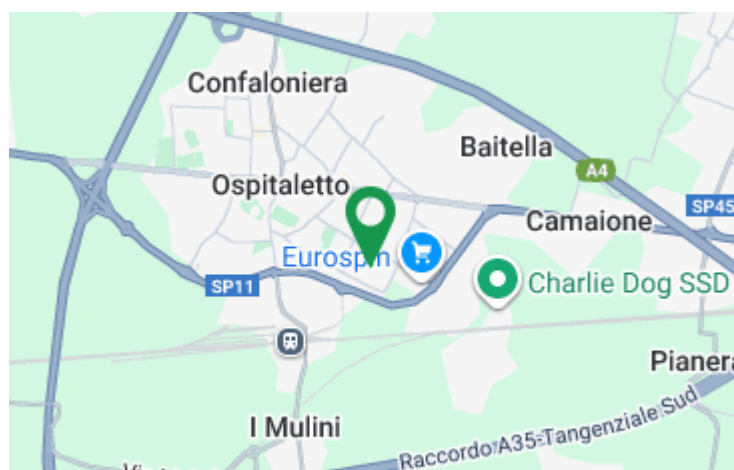 Confaloniera
Baitella
A4
Ospitaletto
SP45
Camaione
Eurospin
Charlie Dog SSD
SP11
Pianera
I Mulini
Raccordo A35-Tangenziale Sud